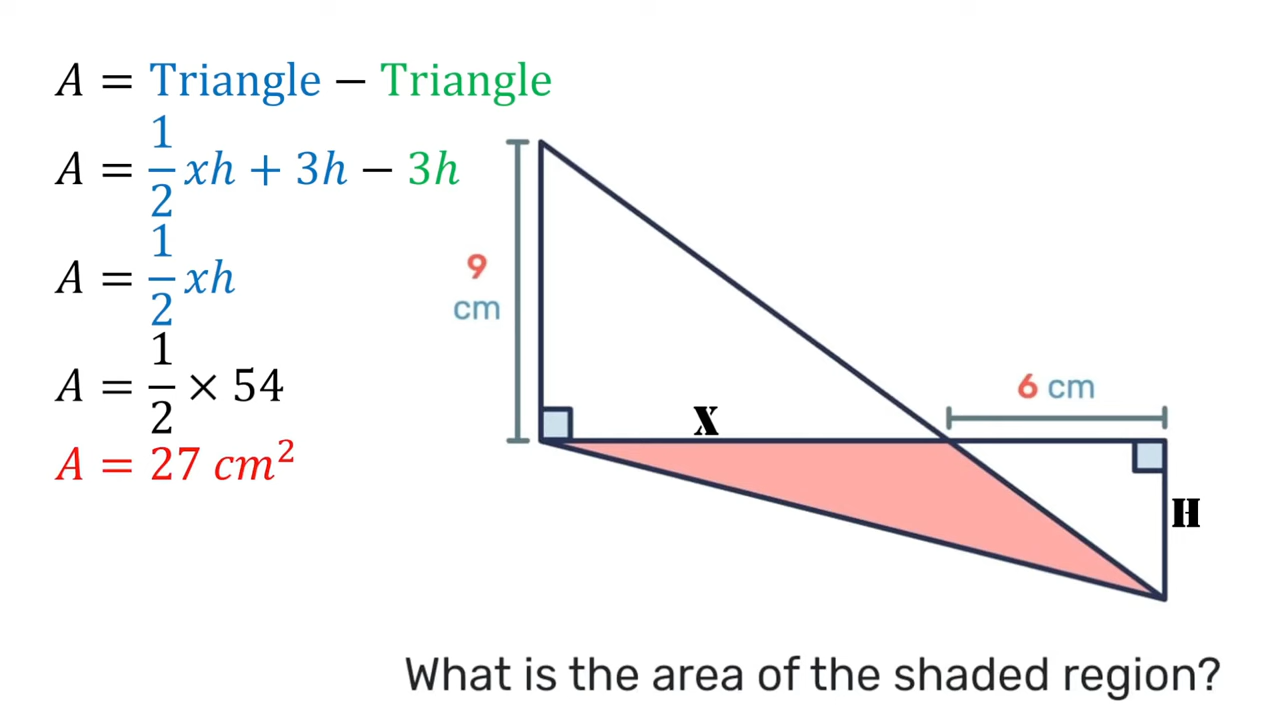 A = Triangle − Triangle
A = 1/2 xh + 3h − 3h
A = 1/2 xh
A = 1/2 × 54
A = 27 cm²
9
cm
X
6 cm
H
What is the area of the shaded region?